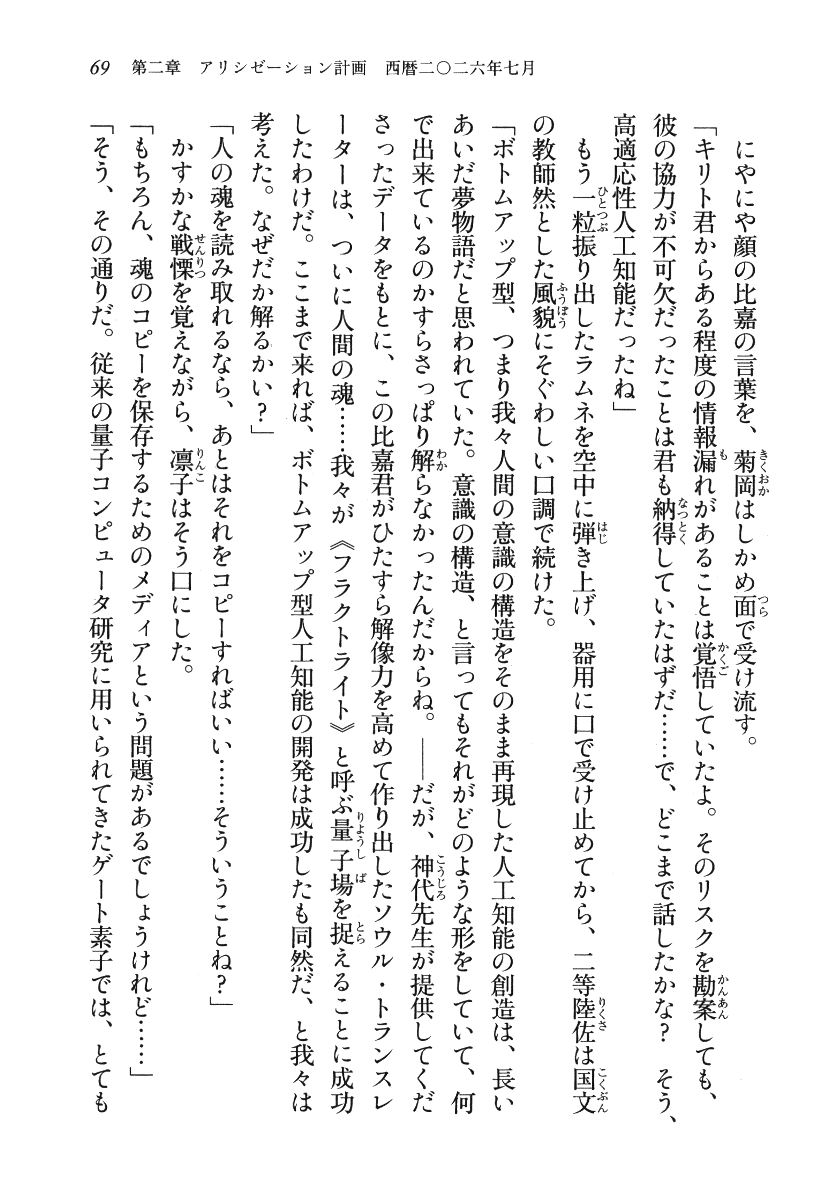 69　第二章　アリシゼーション計画　西暦二〇二六年七月
　にやにや顔の比嘉の言葉を、菊岡はしかめ面で受け流す。
「キリト君からある程度の情報漏れがあることは覚悟していたよ。そのリスクを勘案しても、
彼の協力が不可欠だったことは君も納得していたはずだ……で、どこまで話したかな？　そう、
高適応性人工知能だったね」
　もう一粒振り出したラムネを空中に弾き上げ、器用に口で受け止めてから、二等陸佐は国文
の教師然とした風貌にそぐわしい口調で続けた。
「ボトムアップ型、つまり我々人間の意識の構造をそのまま再現した人工知能の創造は、長い
あいだ夢物語だと思われていた。意識の構造、と言ってもそれがどのような形をしていて、何
で出来ているのかすらさっぱり解らなかったんだからね。――だが、神代先生が提供してくだ
さったデータをもとに、この比嘉君がひたすら解像力を高めて作り出したソウル・トランスレ
ーターは、ついに人間の魂……我々が《フラクトライト》と呼ぶ量子場を捉えることに成功
したわけだ。ここまで来れば、ボトムアップ型人工知能の開発は成功したも同然だ、と我々は
考えた。なぜだか解るかい？」
「人の魂を読み取れるなら、あとはそれをコピーすればいい……そういうことね？」
　かすかな戦慄を覚えながら、凛子はそう口にした。
「もちろん、魂のコピーを保存するためのメディアという問題があるでしょうけれど……」
「そう、その通りだ。従来の量子コンピュータ研究に用いられてきたゲート素子では、とても